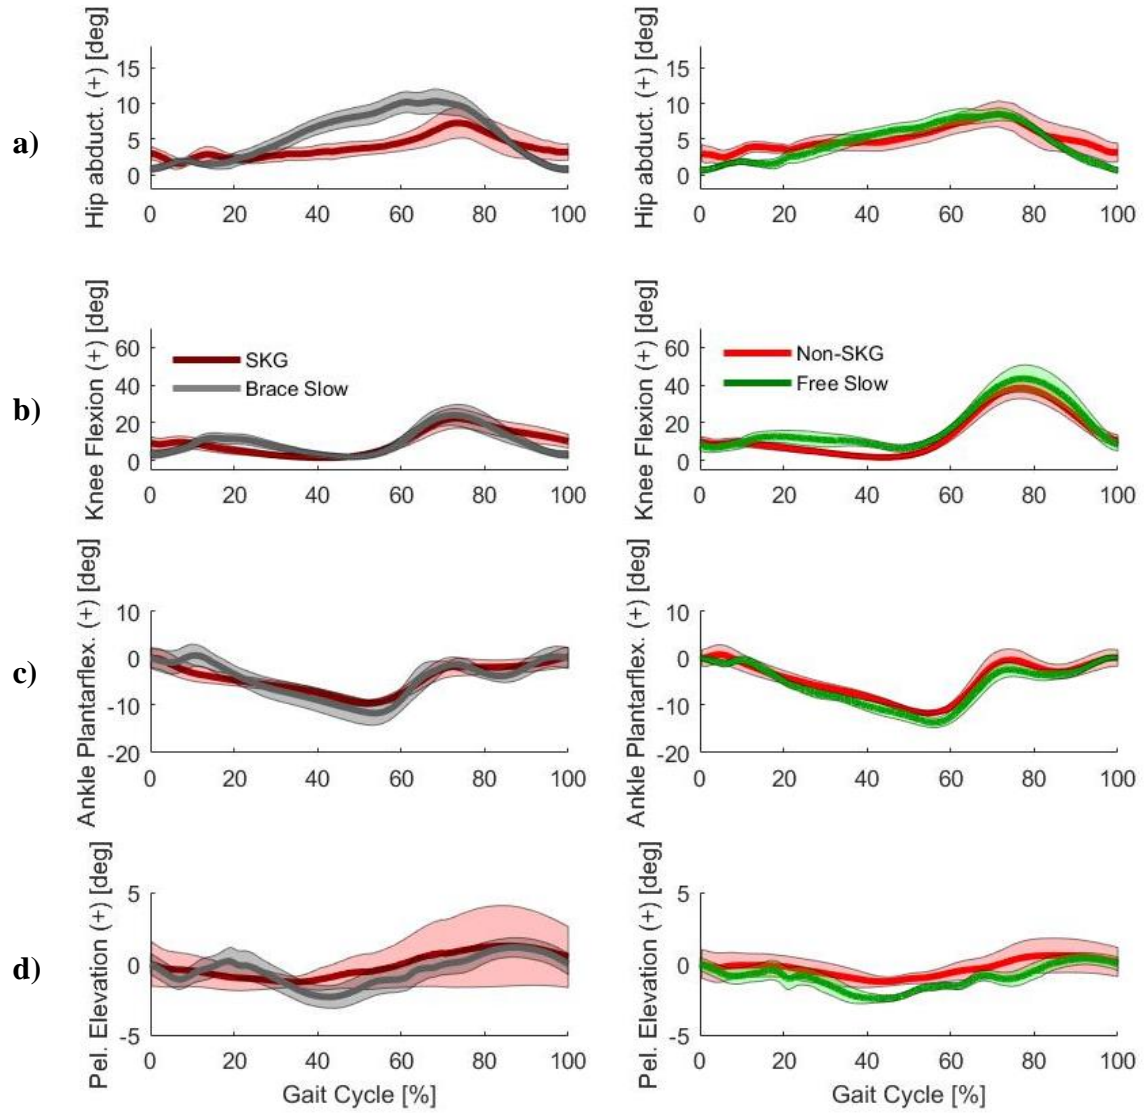 a)
Hip abduct. (+) [deg]
15
10
5
0
0 20 40 60 80 100
Hip abduct. (+) [deg]
15
10
5
0
0 20 40 60 80 100
b)
Knee Flexion (+) [deg]
60
40
20
0
SKG
Brace Slow
0 20 40 60 80 100
Knee Flexion (+) [deg]
60
40
20
0
Non-SKG
Free Slow
0 20 40 60 80 100
c)
Ankle Plantarflex. (+) [deg]
10
0
-10
-20
0 20 40 60 80 100
Ankle Plantarflex. (+) [deg]
10
0
-10
-20
0 20 40 60 80 100
d)
Pel. Elevation (+) [deg]
5
0
-5
0 20 40 60 80 100
Gait Cycle [%]
Pel. Elevation (+) [deg]
5
0
-5
0 20 40 60 80 100
Gait Cycle [%]